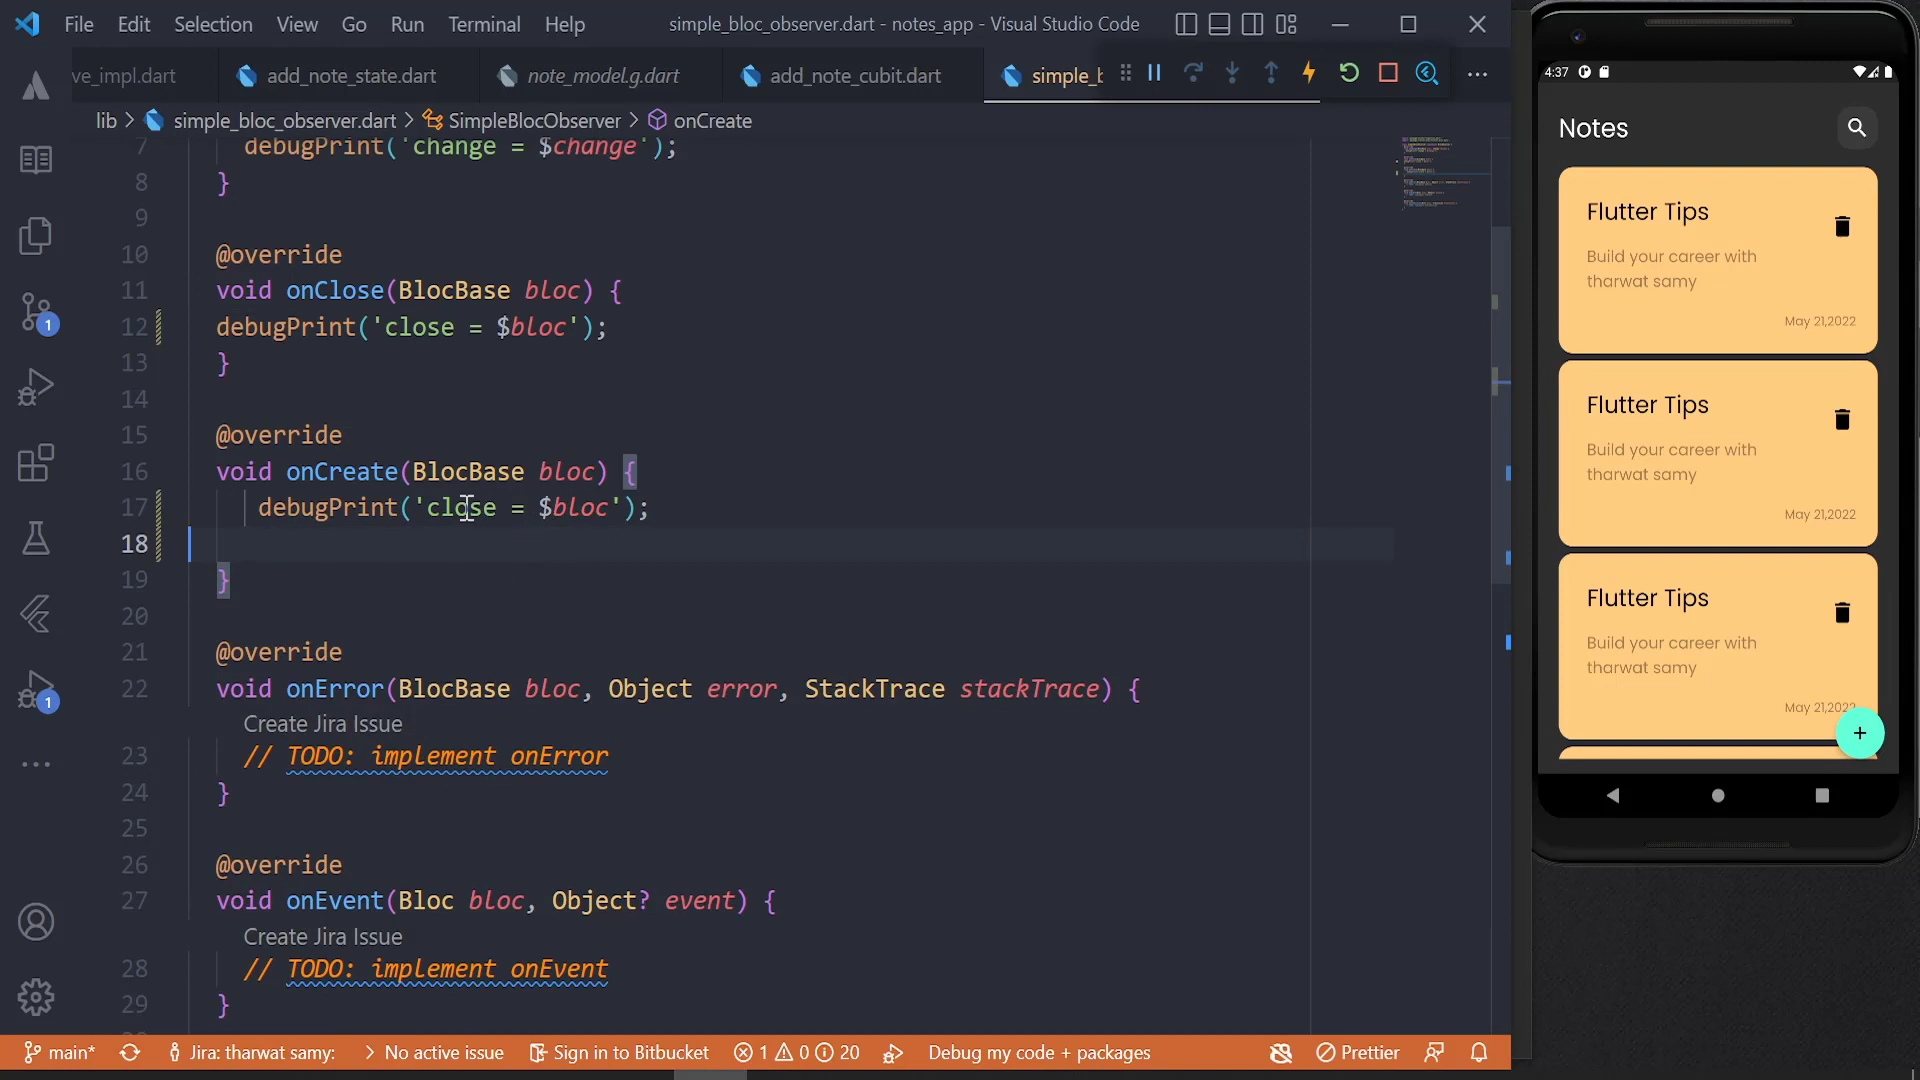 File Edit Selection View Go Run Terminal Help
simple_bloc_observer.dart - notes_app - Visual Studio Code
ve_impl.dart
add_note_state.dart
note_model.g.dart
add_note_cubit.dart
simple_b
lib > simple_bloc_observer.dart > SimpleBlocObserver > onCreate
7 debugPrint('change = $change');
8 }
9
10 @override
11 void onClose(BlocBase bloc) {
12 debugPrint('close = $bloc');
13 }
14
15 @override
16 void onCreate(BlocBase bloc) {
17 debugPrint('close = $bloc');
18
19 }
20
21 @override
22 void onError(BlocBase bloc, Object error, StackTrace stackTrace) {
Create Jira Issue
23 // TODO: implement onError
24 }
25
26 @override
27 void onEvent(Bloc bloc, Object? event) {
Create Jira Issue
28 // TODO: implement onEvent
29 }
1
1
main* Jira: tharwat samy: > No active issue Sign in to Bitbucket 1 0 20 Debug my code + packages Prettier
4:37
Notes
Flutter Tips
Build your career with
tharwat samy
May 21,2022
Flutter Tips
Build your career with
tharwat samy
May 21,2022
Flutter Tips
Build your career with
tharwat samy
May 21,2022
+